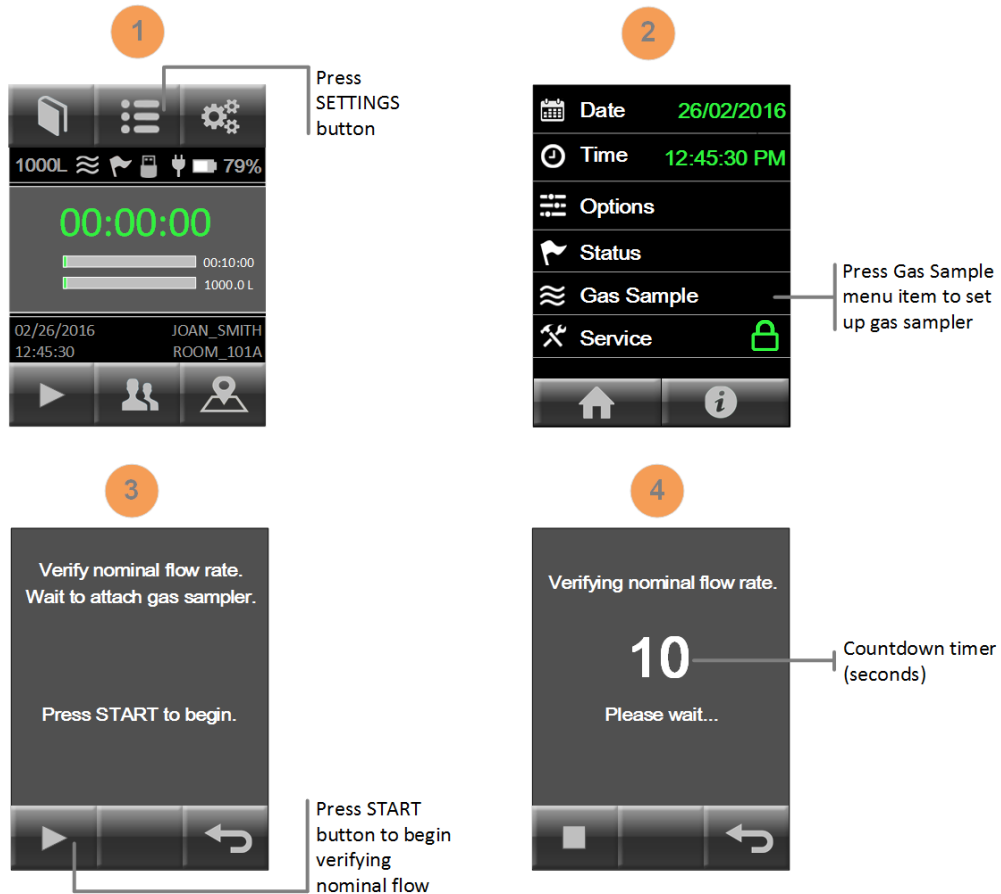 1
Press
SETTINGS
button
1000L
79%
00:00:00
00:10:00
1000.0 L
02/26/2016 JOAN_SMITH
12:45:30 ROOM_101A
2
Date 26/02/2016
Time 12:45:30 PM
Options
Status
Gas Sample
Service
Press Gas Sample
menu item to set
up gas sampler
3
Verify nominal flow rate.
Wait to attach gas sampler.
Press START to begin.
Press START
button to begin
verifying
nominal flow
4
Verifying nominal flow rate.
10
Please wait...
Countdown timer
(seconds)